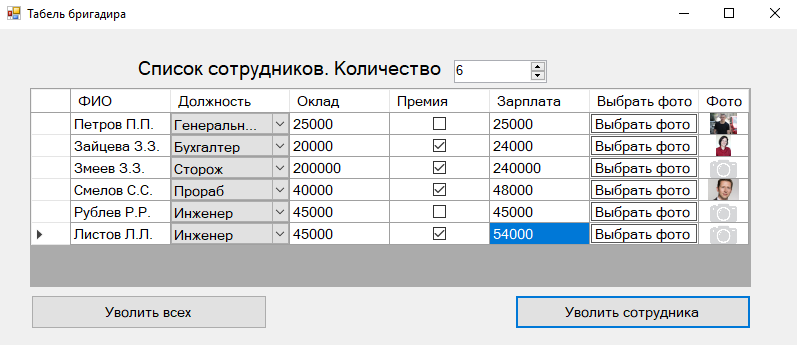 Табель бригадира
Список сотрудников. Количество 6
ФИО Должность Оклад Премия Зарплата Выбрать фото Фото
Петров П.П. Генеральн... 25000 25000 Выбрать фото
Зайцева З.З. Бухгалтер 20000 24000 Выбрать фото
Змеев З.З. Сторож 200000 240000 Выбрать фото
Смелов С.С. Прораб 40000 48000 Выбрать фото
Рублев Р.Р. Инженер 45000 45000 Выбрать фото
Листов Л.Л. Инженер 45000 54000 Выбрать фото
Уволить всех Уволить сотрудника